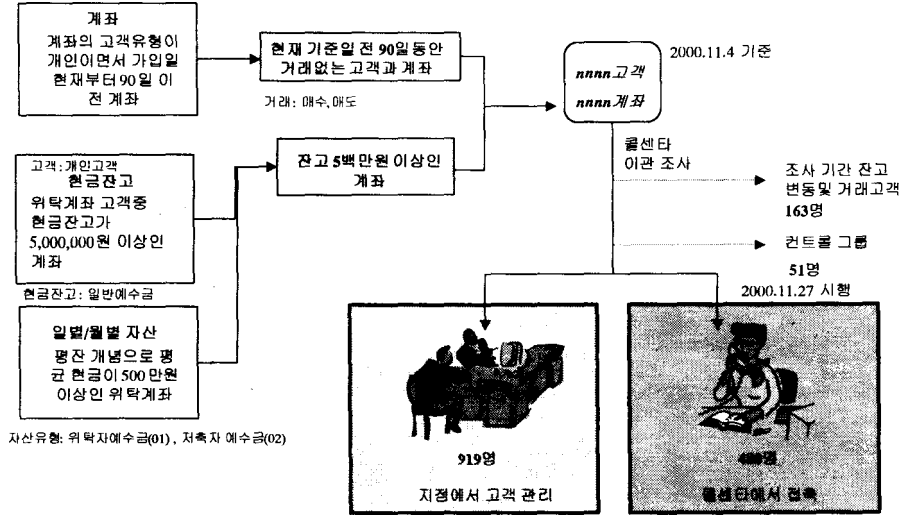 계좌
계좌의 고객유형이
개인이면서 가입일
현재부터 90일 이
전 계좌
현재 기준일 전 90일동안
거래없는 고객과 계좌
거래: 매수,매도
잔고 5백만원 이상인
계좌
고객:개인고객
현금잔고
위탁계좌 고객중
현금잔고가
5,000,000원 이상인
계좌
현금잔고: 일반예수금
일별/월별 자산
평잔 개념으로 평
균 현금이 500만원
이상인 위탁계좌
자산유형: 위탁자예수금(01) , 저축자 예수금(02)
nnnn고객
nnnn계좌
2000.11.4 기준
콜센타
이관 조사
조사 기간 잔고
변동및 거래고객
163명
컨트롤 그룹
51명
2000.11.27 시행
919명
지점에서 고객 관리
콜센타에서 접촉